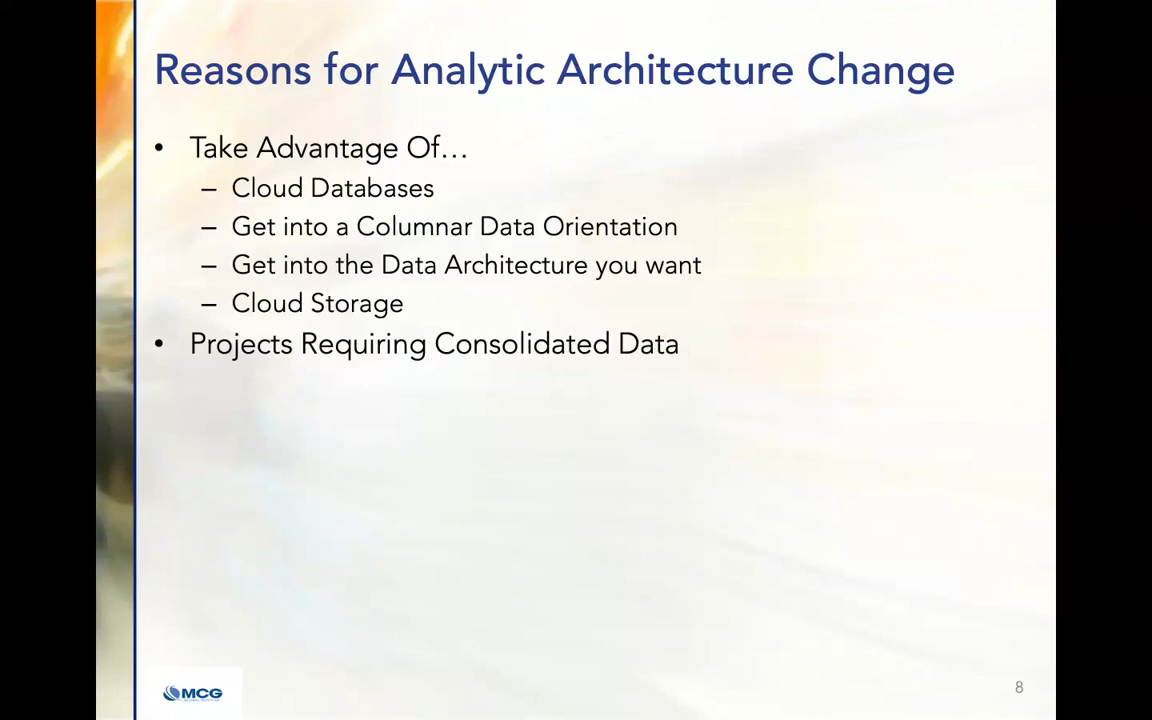 Reasons for Analytic Architecture Change
• Take Advantage Of…
– Cloud Databases
– Get into a Columnar Data Orientation
– Get into the Data Architecture you want
– Cloud Storage
• Projects Requiring Consolidated Data
MCG
8